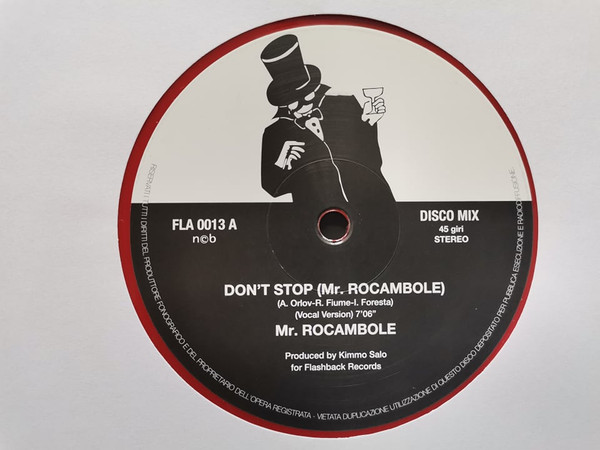 FLA 0013 A
n©b
DISCO MIX
45 giri
STEREO
DON'T STOP (Mr. ROCAMBOLE)
(A. Orlov-R. Fiume-I. Foresta)
(Vocal Version) 7'06"
Mr. ROCAMBOLE
Produced by Kimmo Salo
for Flashback Records
RISERVATI TUTTI I DIRITTI DEL PRODUTTORE FONOGRAFICO E DEL PROPRIETARIO DELL'OPERA REGISTRATA - VIETATA DUPLICAZIONE UTILIZZAZIONE DI QUESTO DISCO DEPOSITATO PER PUBBLICA ESECUZIONE E RADIODIFFUSIONE